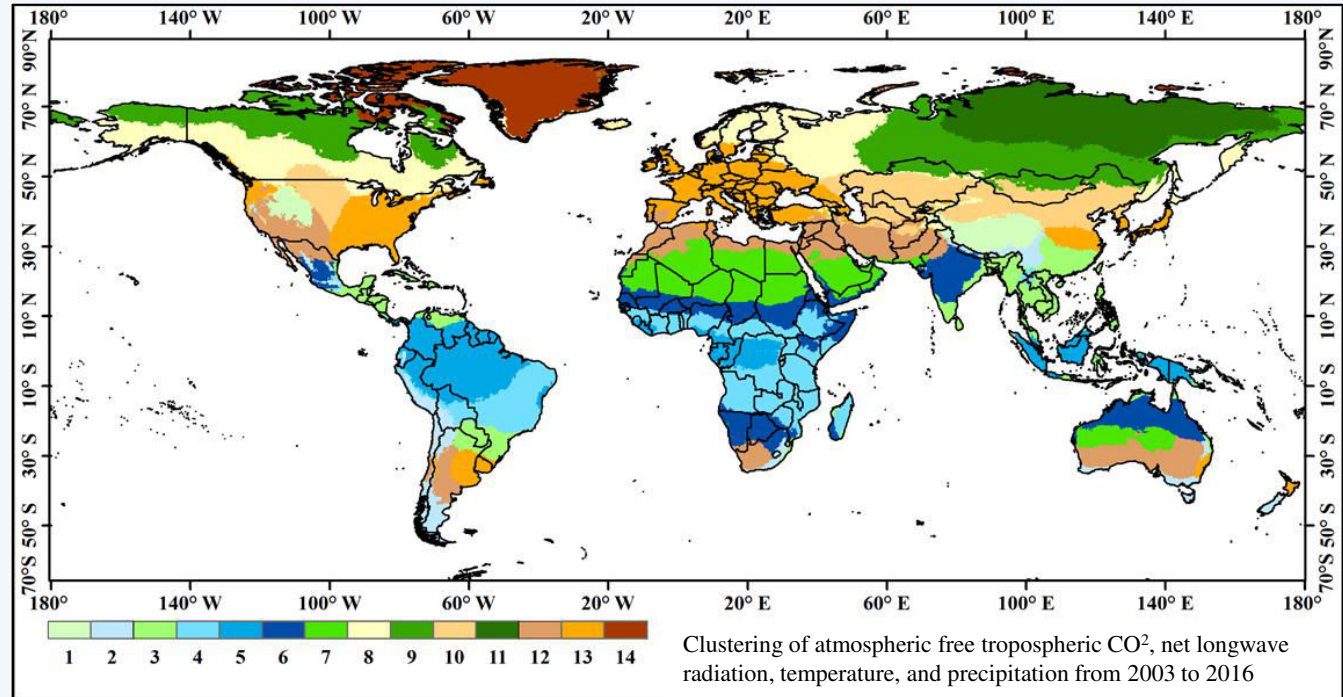 180° 140° W 100° W 60° W 20° W 20° E 60° E 100° E 140° E 180°
90°N 90°N
70°N 70°N
50°N 50°N
30°N 30°N
10°N 10°N
10°S 10°S
30°S 30°S
50°S 50°S
70°S 70°S
180° 140° W 100° W 60° W 20° W 20° E 60° E 100° E 140° E 180°
1 2 3 4 5 6 7 8 9 10 11 12 13 14
Clustering of atmospheric free tropospheric CO², net longwave
radiation, temperature, and precipitation from 2003 to 2016